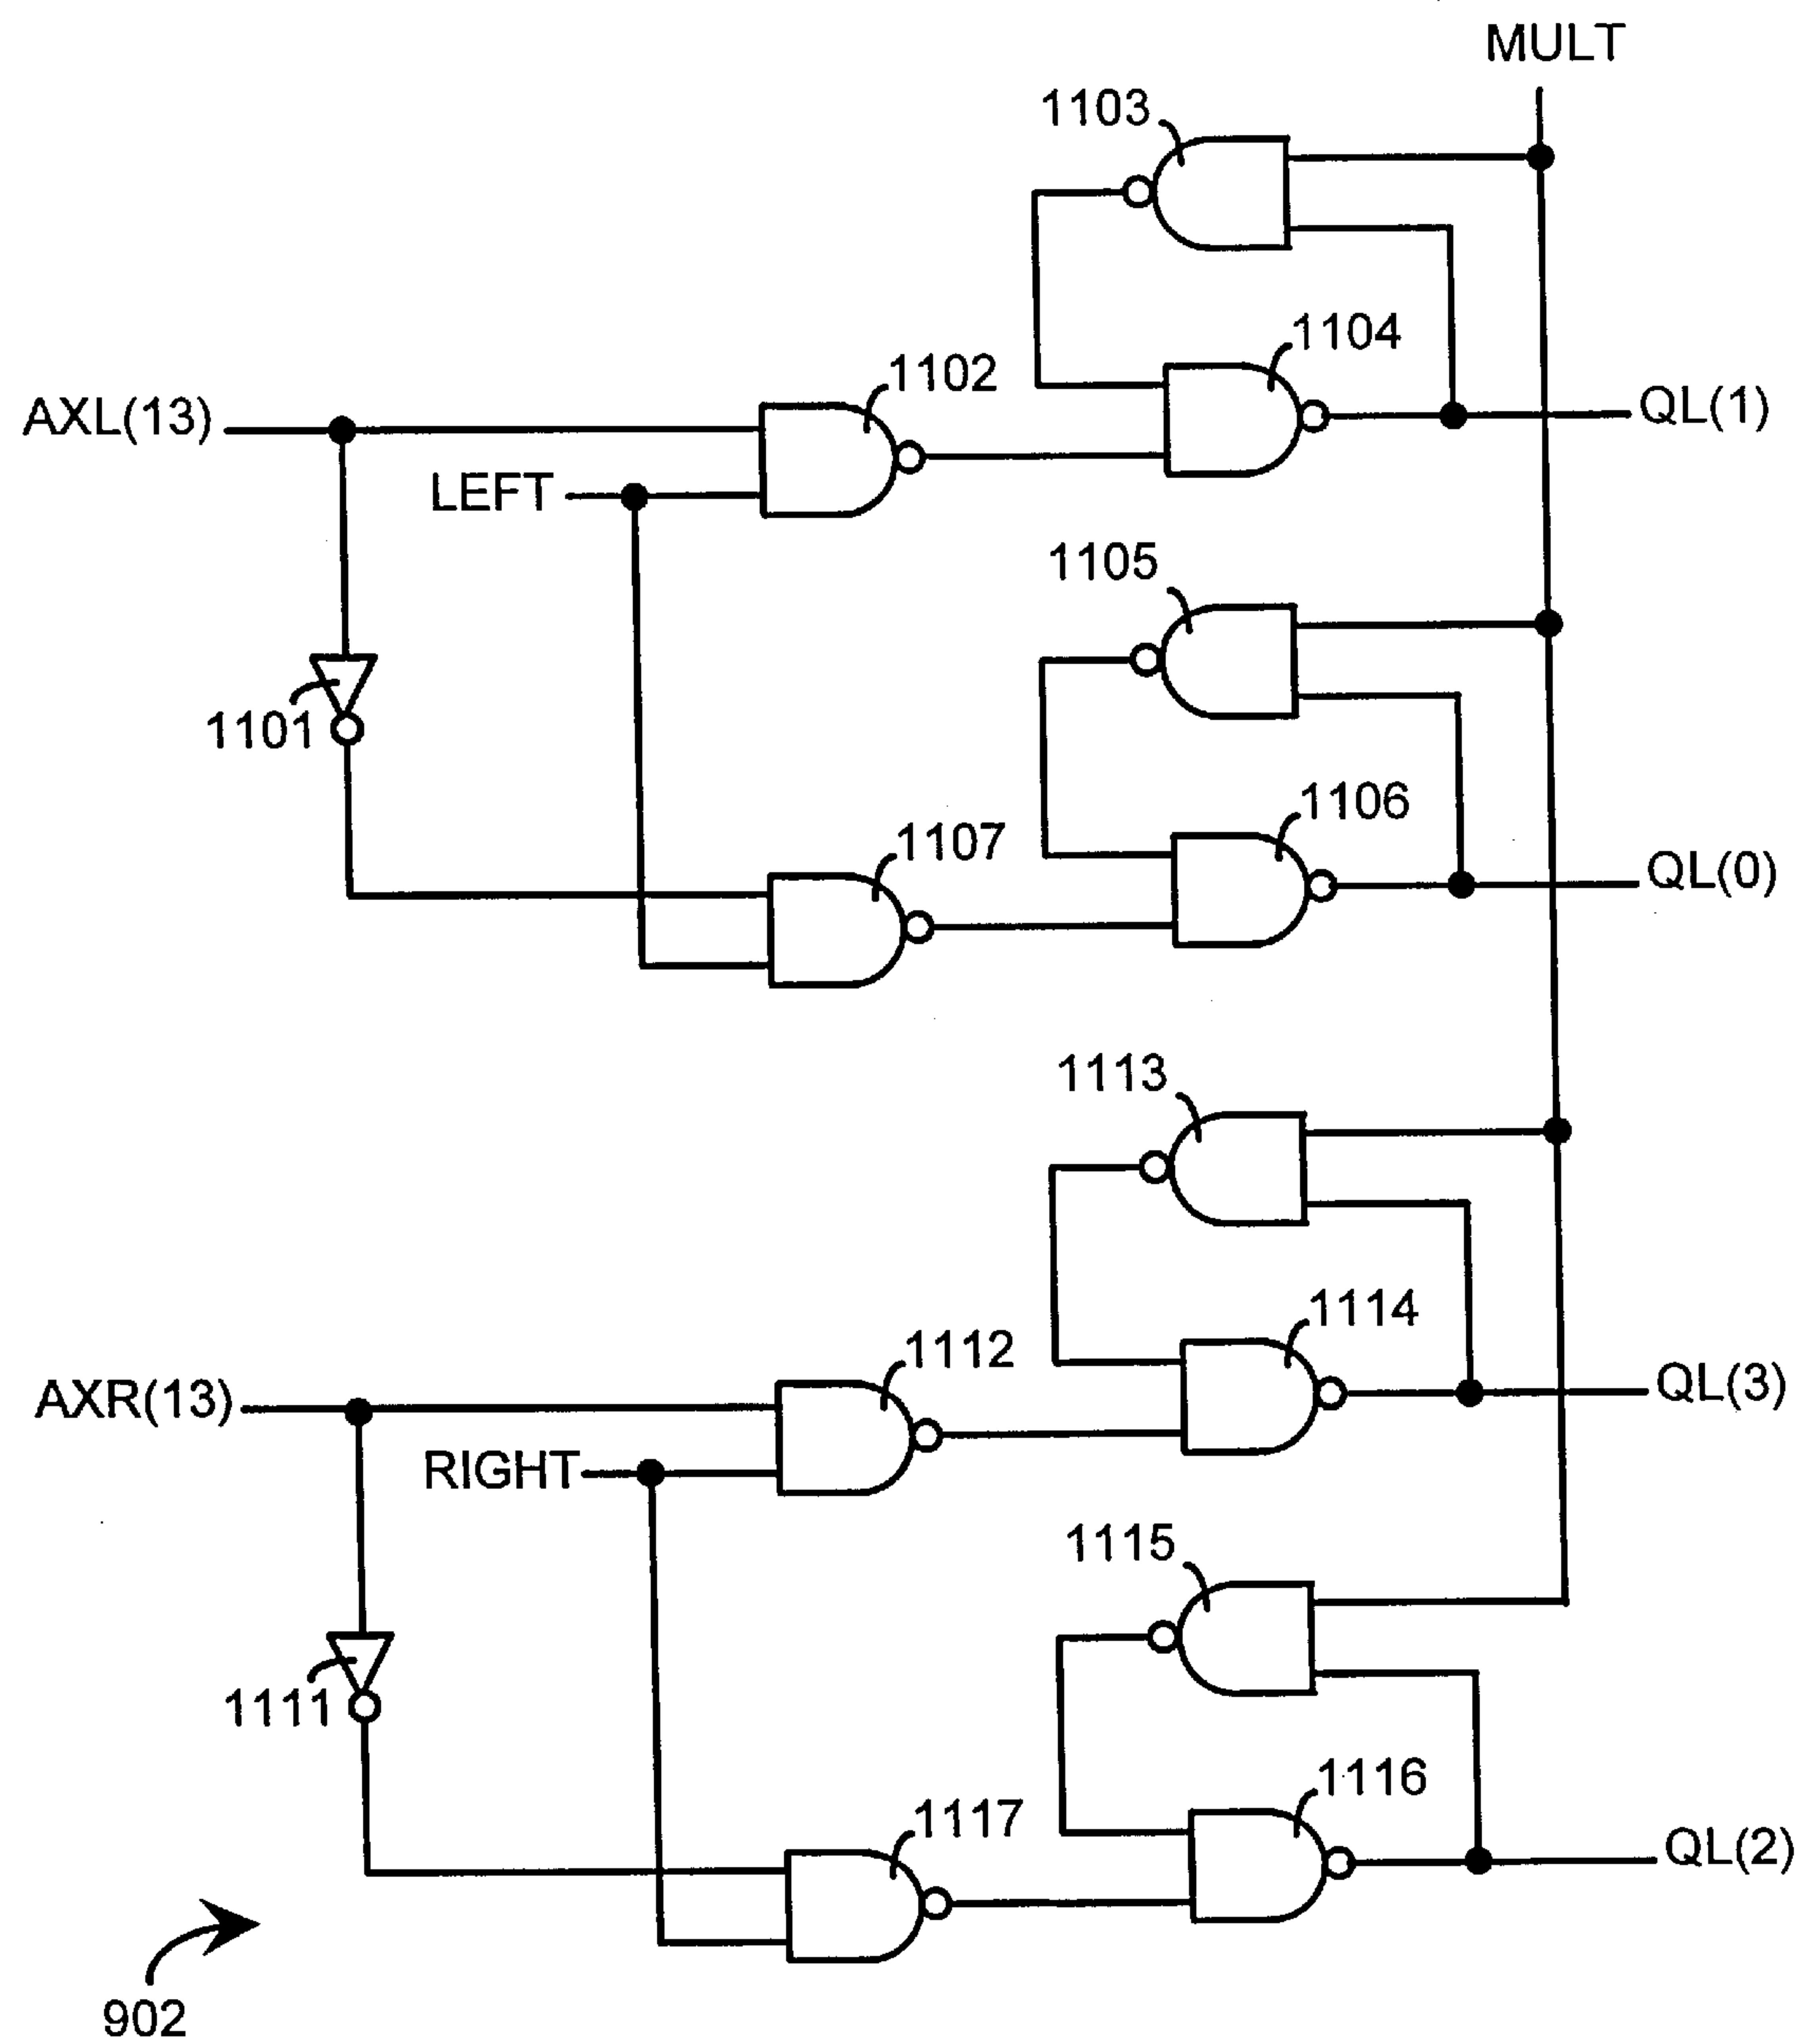 MULT
1103
1104
1102
AXL(13)
QL(1)
LEFT
1105
1101
1106
1107
QL(0)
1113
1114
1112
AXR(13)
QL(3)
RIGHT
1115
1111
1116
1117
QL(2)
902